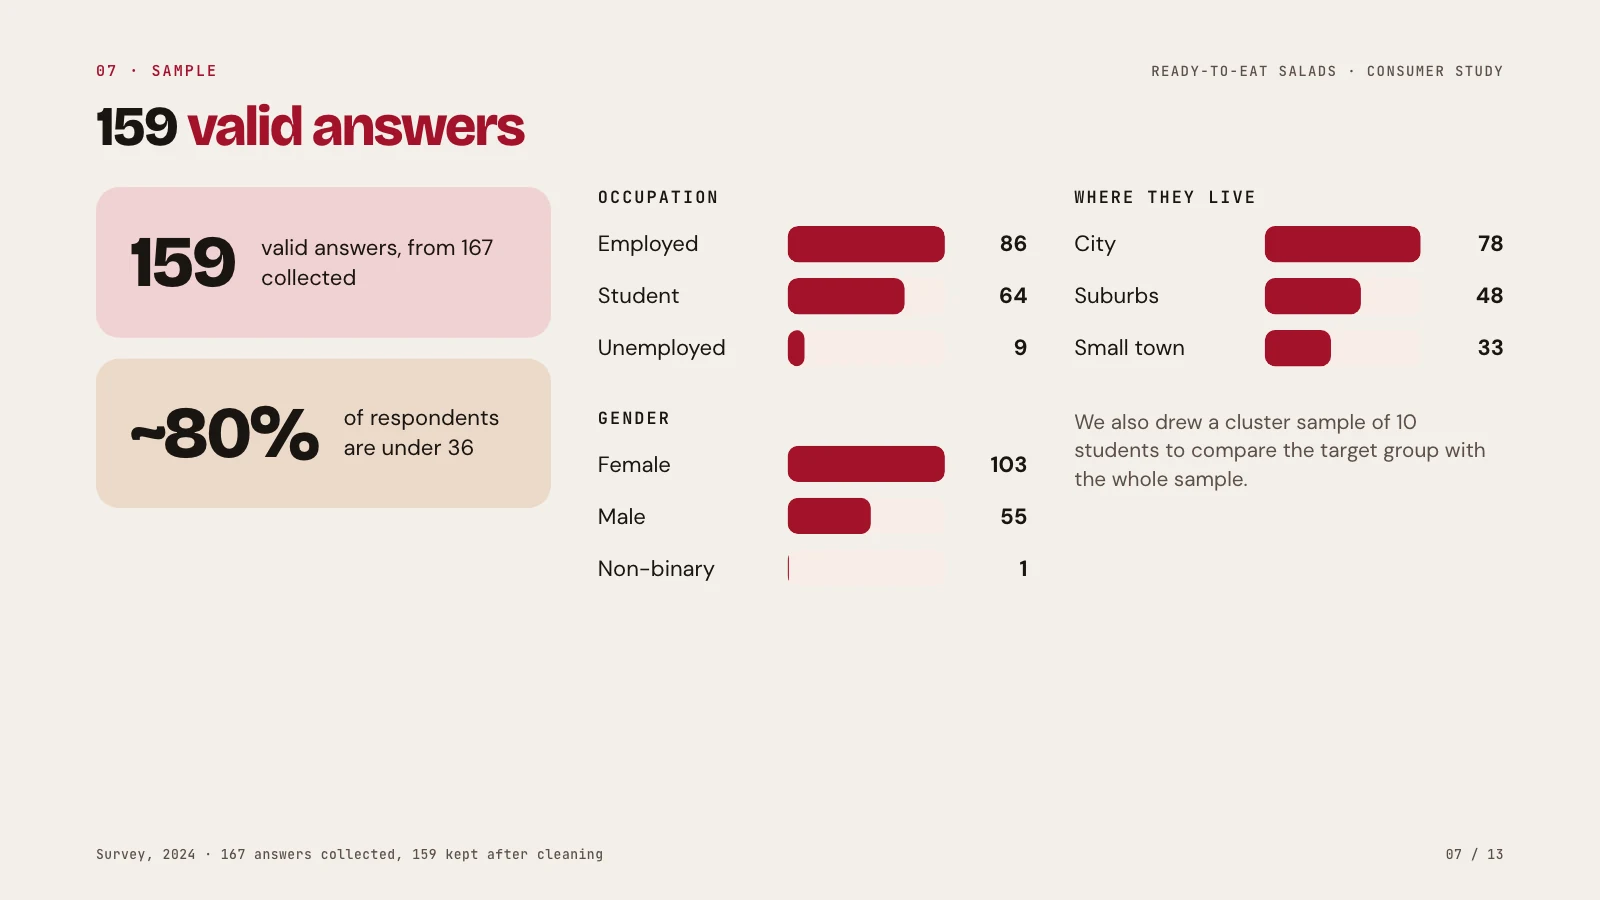 07 · SAMPLE
READY-TO-EAT SALADS · CONSUMER STUDY
159 valid answers
159
valid answers, from 167
collected
~80%
of respondents
are under 36
OCCUPATION
Employed 86
Student 64
Unemployed 9
GENDER
Female 103
Male 55
Non-binary 1
WHERE THEY LIVE
City 78
Suburbs 48
Small town 33
We also drew a cluster sample of 10
students to compare the target group with
the whole sample.
Survey, 2024 · 167 answers collected, 159 kept after cleaning
07 / 13